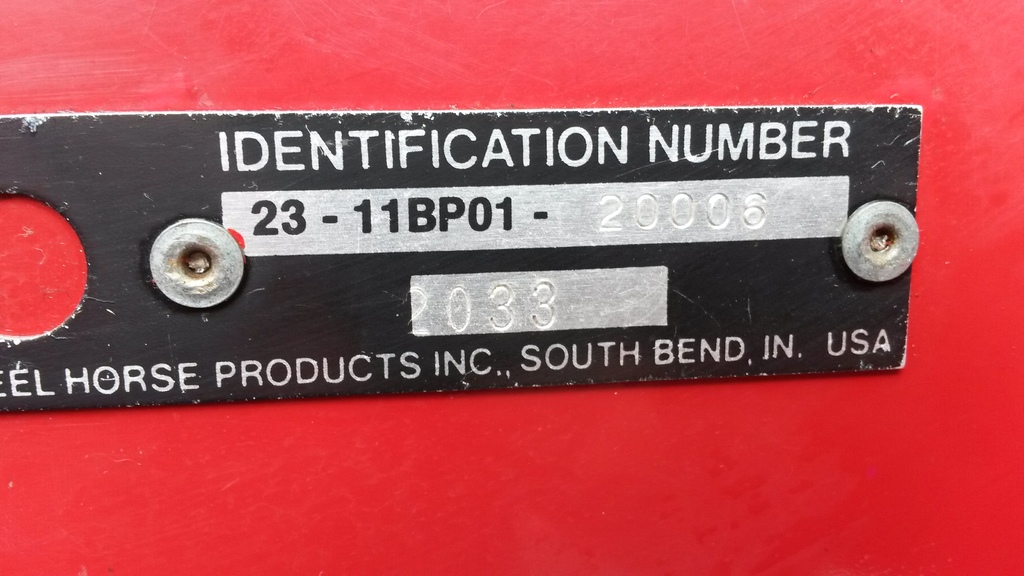 IDENTIFICATION NUMBER
23 - 11BP01 - 20006
2033
EEL HORSE PRODUCTS INC., SOUTH BEND, IN. USA